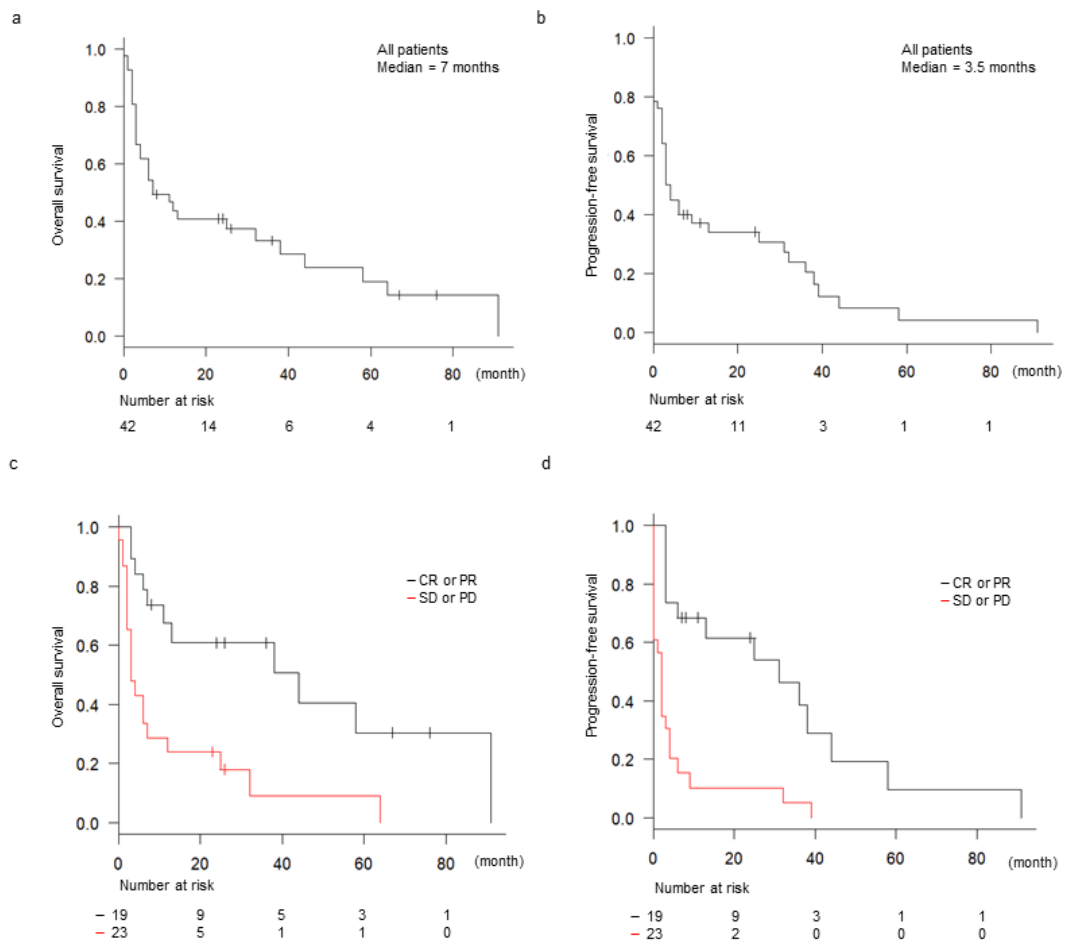 a
All patients
Median = 7 months
Overall survival
1.0
0.8
0.6
0.4
0.2
0.0
0 20 40 60 80 (month)
Number at risk
42 14 6 4 1
b
All patients
Median = 3.5 months
Progression-free survival
1.0
0.8
0.6
0.4
0.2
0.0
0 20 40 60 80 (month)
Number at risk
42 11 3 1 1
c
CR or PR
SD or PD
Overall survival
1.0
0.8
0.6
0.4
0.2
0.0
0 20 40 60 80 (month)
Number at risk
– 19 9 5 3 1
– 23 5 1 1 0
d
CR or PR
SD or PD
Progression-free survival
1.0
0.8
0.6
0.4
0.2
0.0
0 20 40 60 80 (month)
Number at risk
– 19 9 3 1 1
– 23 2 0 0 0